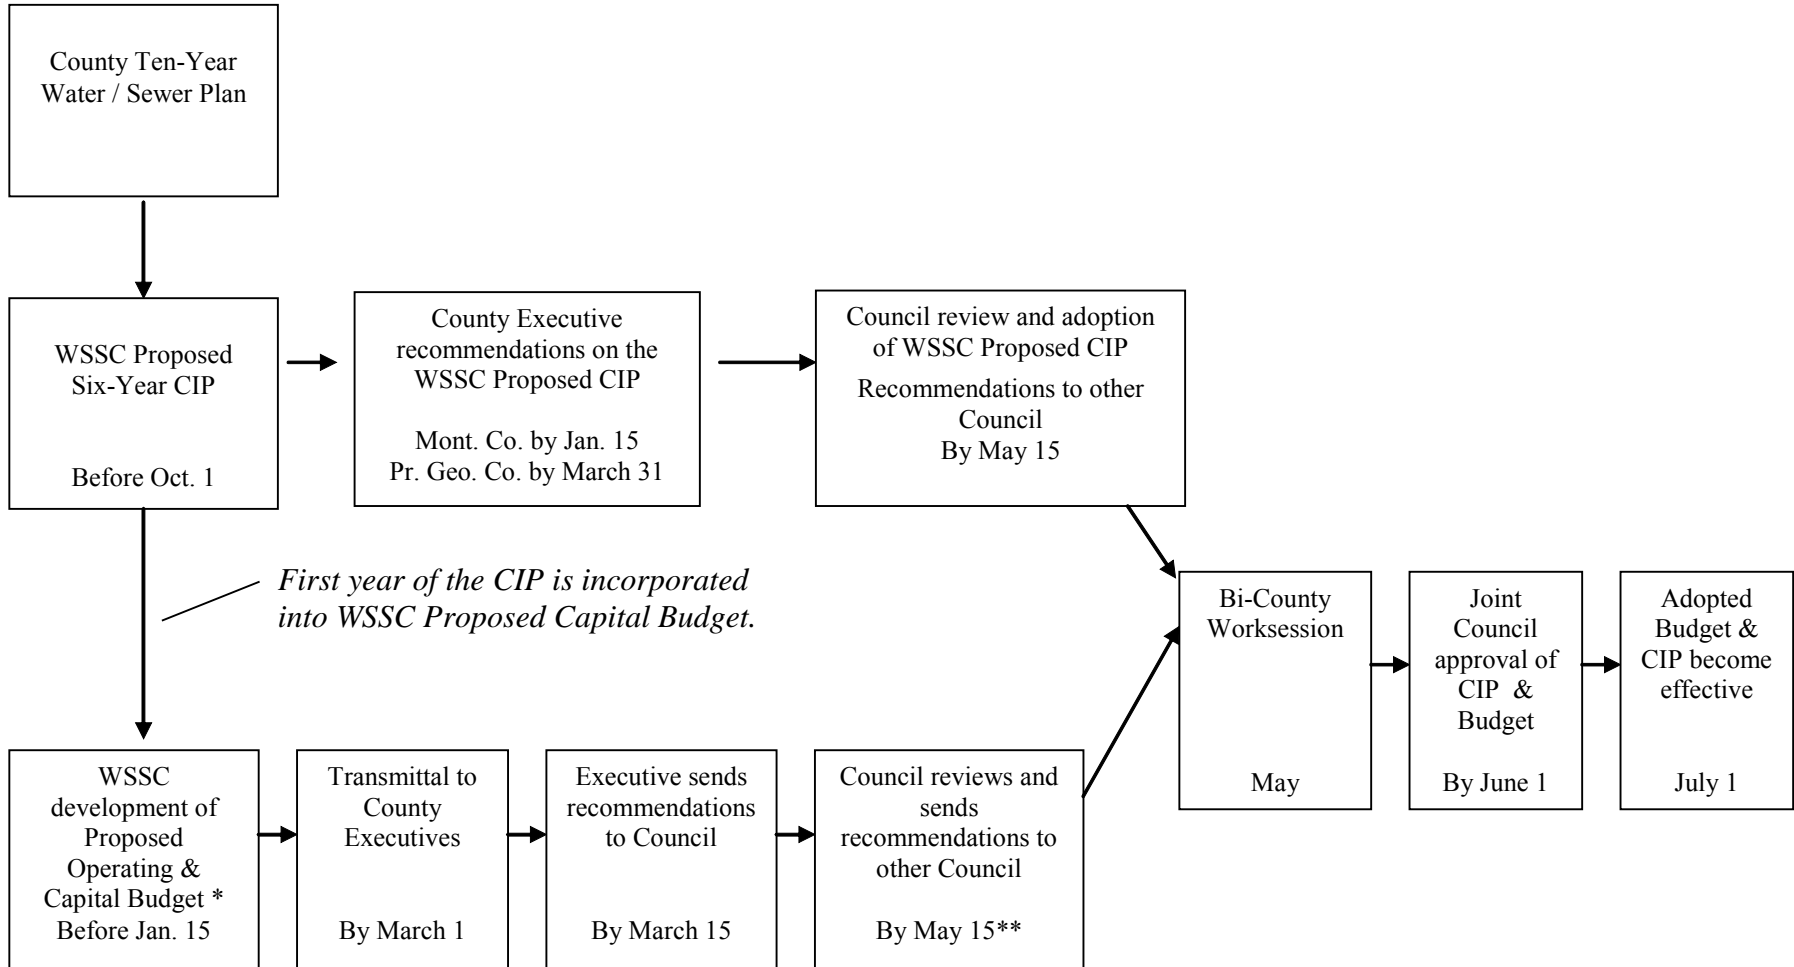 County Ten-Year
Water / Sewer Plan
WSSC Proposed
Six-Year CIP
Before Oct. 1
County Executive
recommendations on the
WSSC Proposed CIP
Mont. Co. by Jan. 15
Pr. Geo. Co. by March 31
Council review and adoption
of WSSC Proposed CIP
Recommendations to other
Council
By May 15
First year of the CIP is incorporated
into WSSC Proposed Capital Budget.
WSSC
development of
Proposed
Operating &
Capital Budget *
Before Jan. 15
Transmittal to
County
Executives
By March 1
Executive sends
recommendations
to Council
By March 15
Council reviews and
sends
recommendations to
other Council
By May 15**
Bi-County
Worksession
May
Joint
Council
approval of
CIP &
Budget
By June 1
Adopted
Budget &
CIP become
effective
July 1